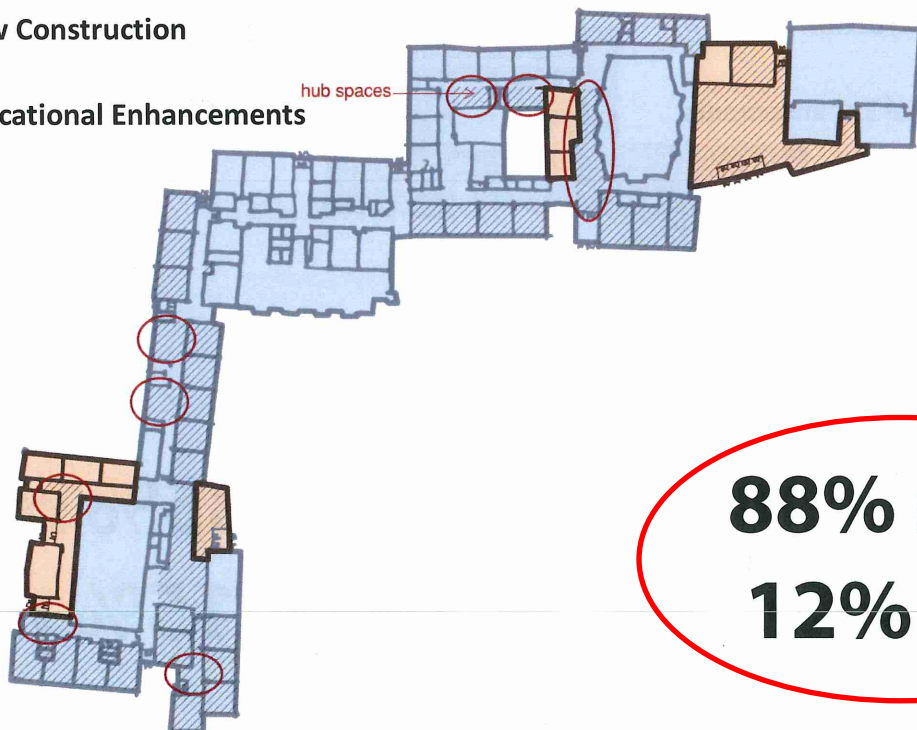 w Construction
hub spaces
cational Enhancements
88%
12%